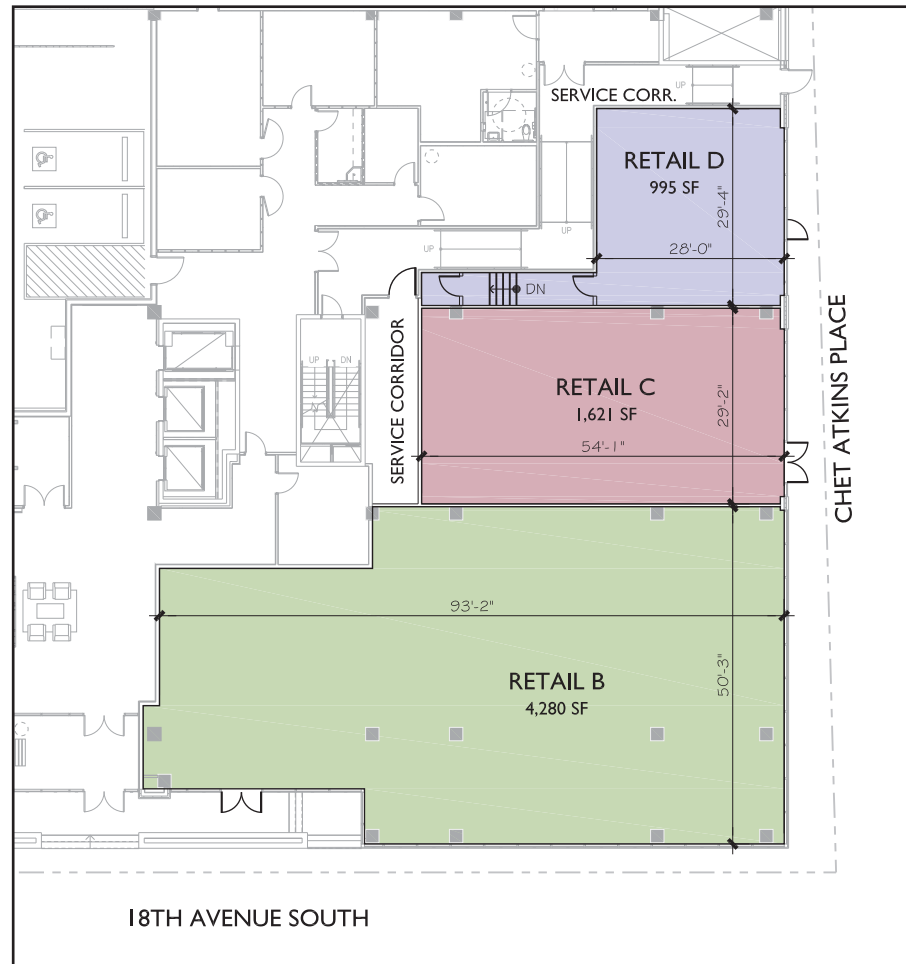 SERVICE CORR.
UP
RETAIL D
995 SF
29'-4"
28'-0"
UP
UP
DN
SERVICE CORRIDOR
UP
DN
RETAIL C
1,621 SF
29'-2"
54'-1"
CHET ATKINS PLACE
93'-2"
50'-3"
RETAIL B
4,280 SF
18TH AVENUE SOUTH